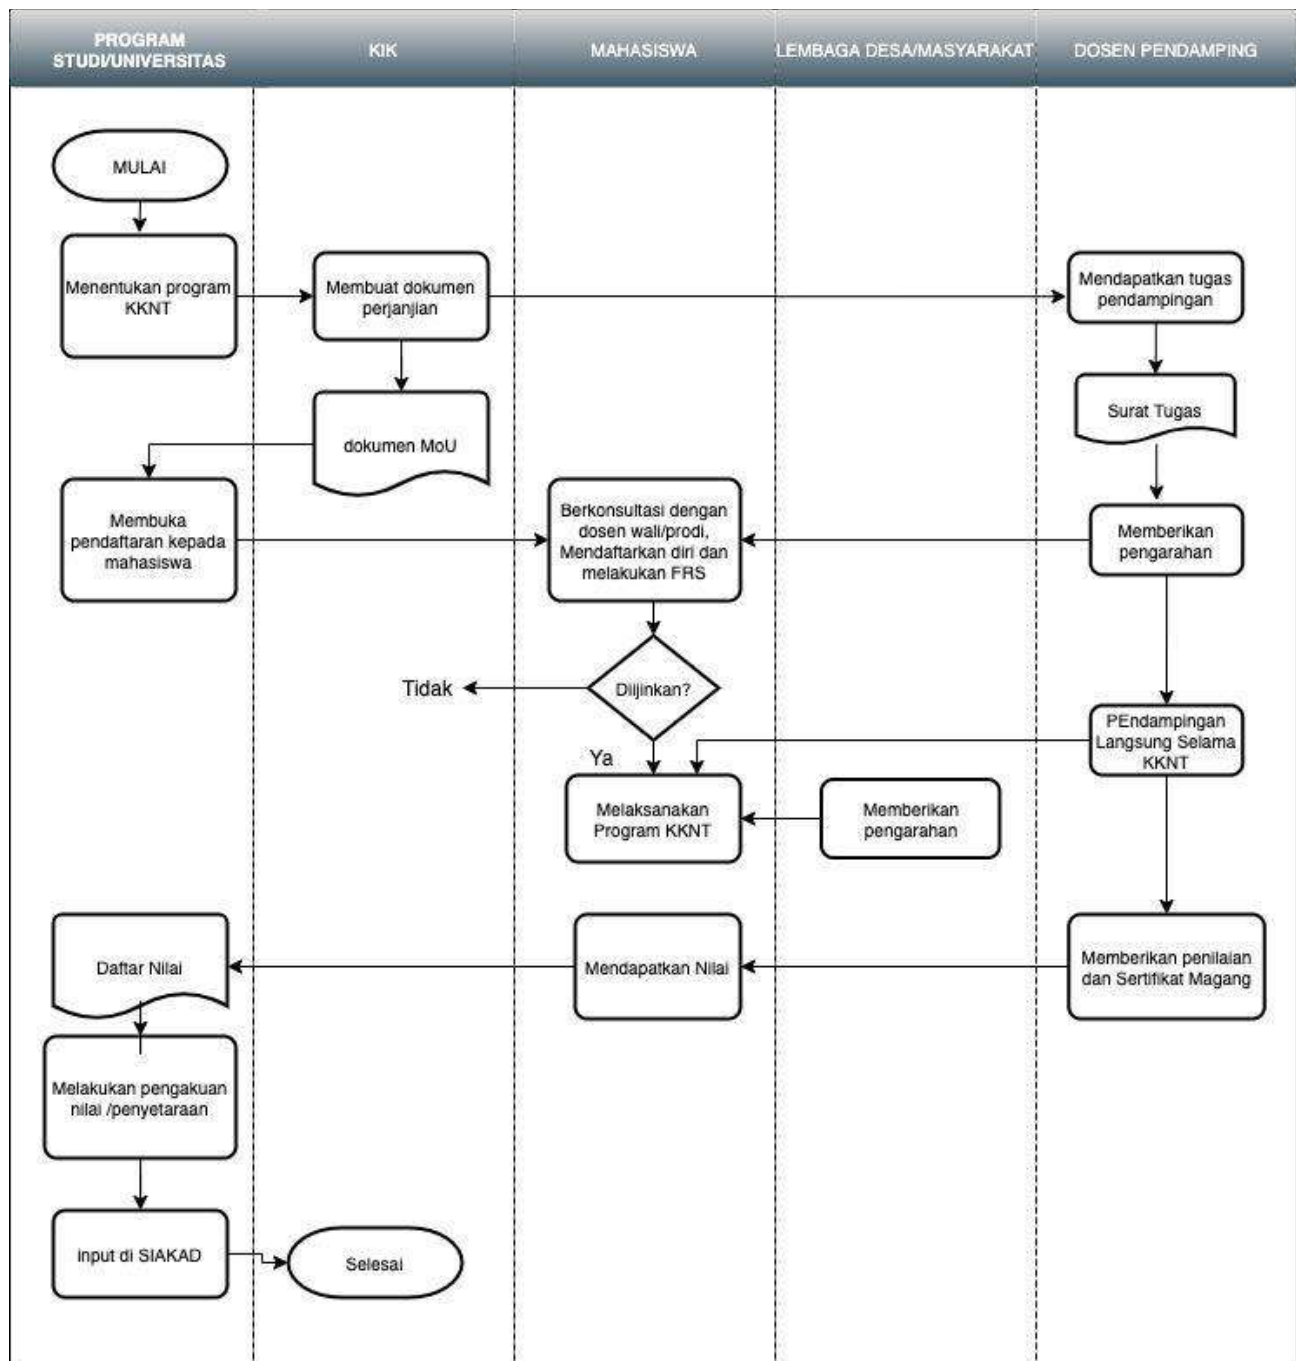 PROGRAM
STUDI/UNIVERSITAS
KIK
MAHASISWA
LEMBAGA DESA/MASYARAKAT
DOSEN PENDAMPING
MULAI
Menentukan program
KKNT
Membuat dokumen
perjanjian
Mendapatkan tugas
pendampingan
Surat Tugas
dokumen MoU
Membuka
pendaftaran kepada
mahasiswa
Berkonsultasi dengan
dosen wali/prodi,
Mendaftarkan diri dan
melakukan FRS
Memberikan
pengarahan
Tidak
Diijinkan?
PEndampingan
Langsung Selama
KKNT
Ya
Melaksanakan
Program KKNT
Memberikan
pengarahan
Daftar Nilai
Mendapatkan Nilai
Memberikan penilaian
dan Sertifikat Magang
Melakukan pengakuan
nilai /penyetaraan
input di SIAKAD
Selesai